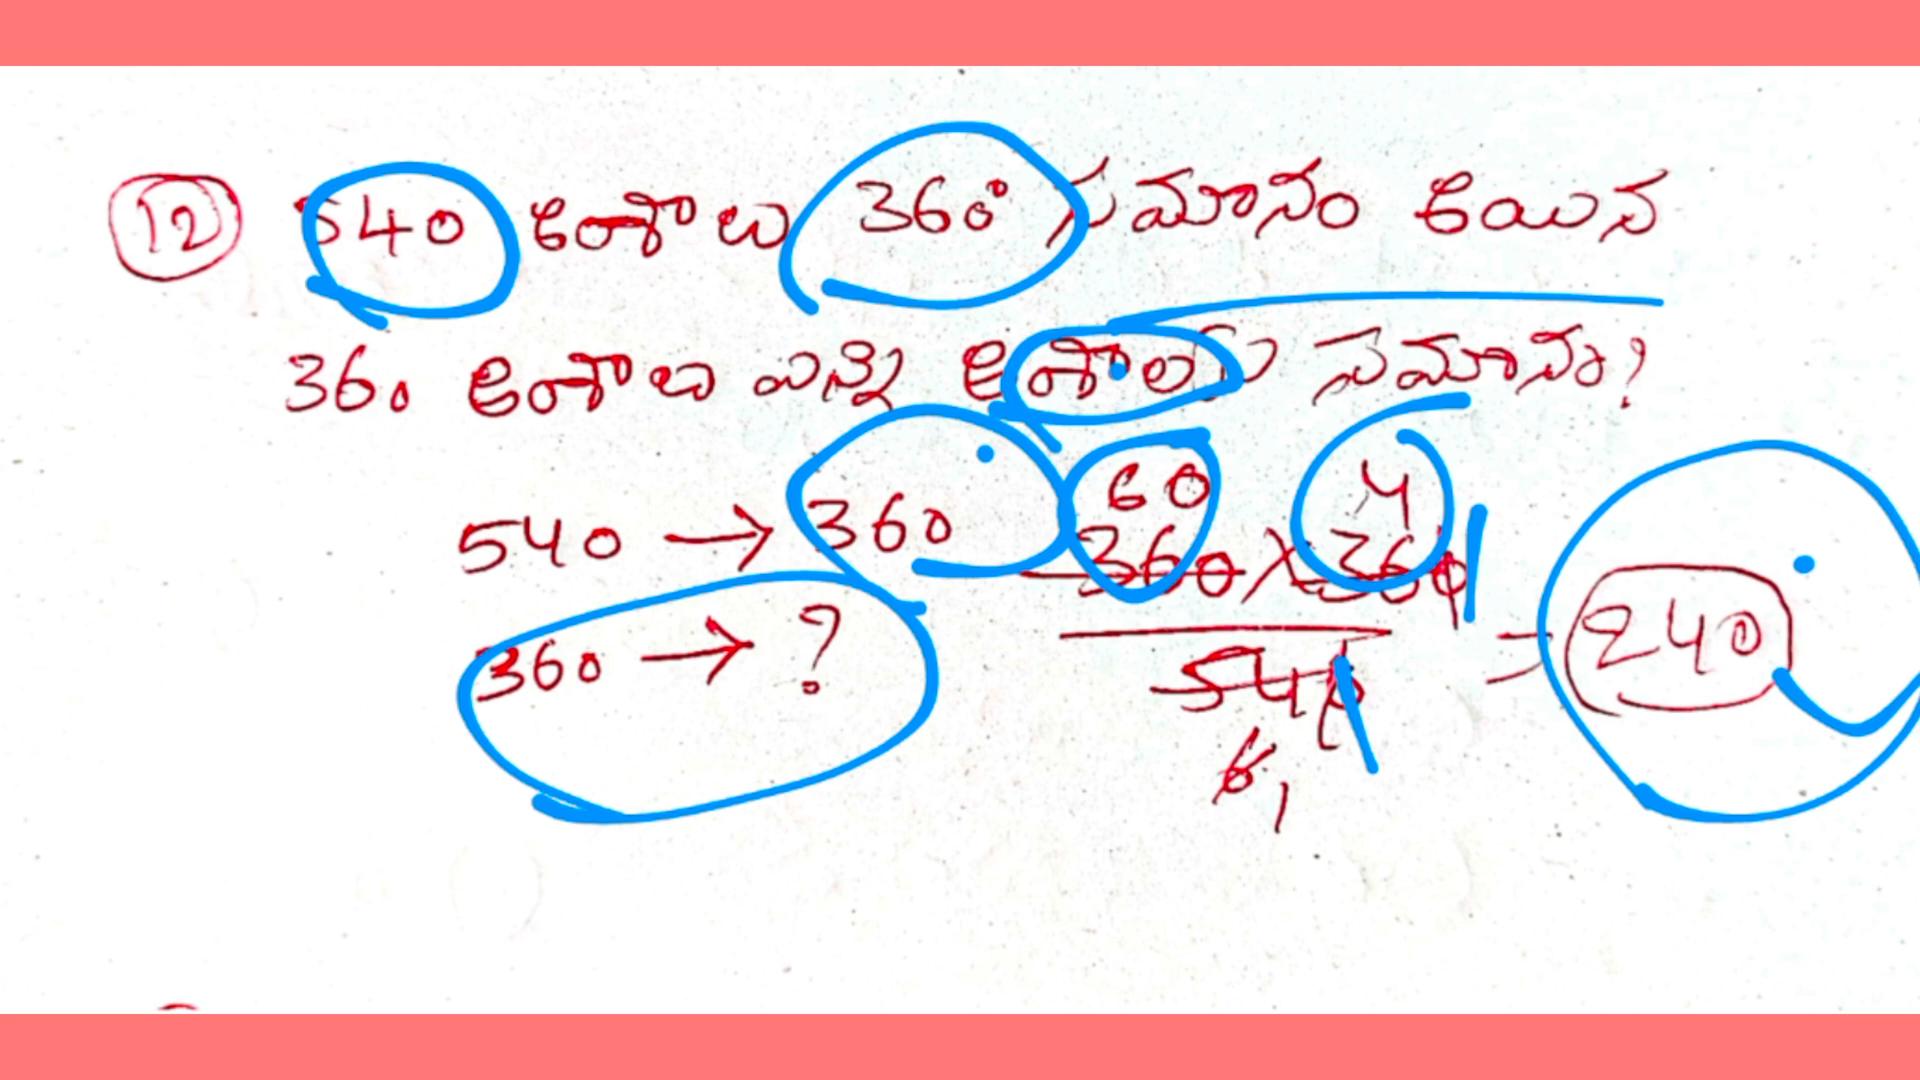 12 540 అంశాలు 360° సమానం అయిన
360 అంశాలు ఎన్ని అంశాలకు సమానం?
540 → 360
360 → ?
60 4
360 X 360
540
6, 1
= 240